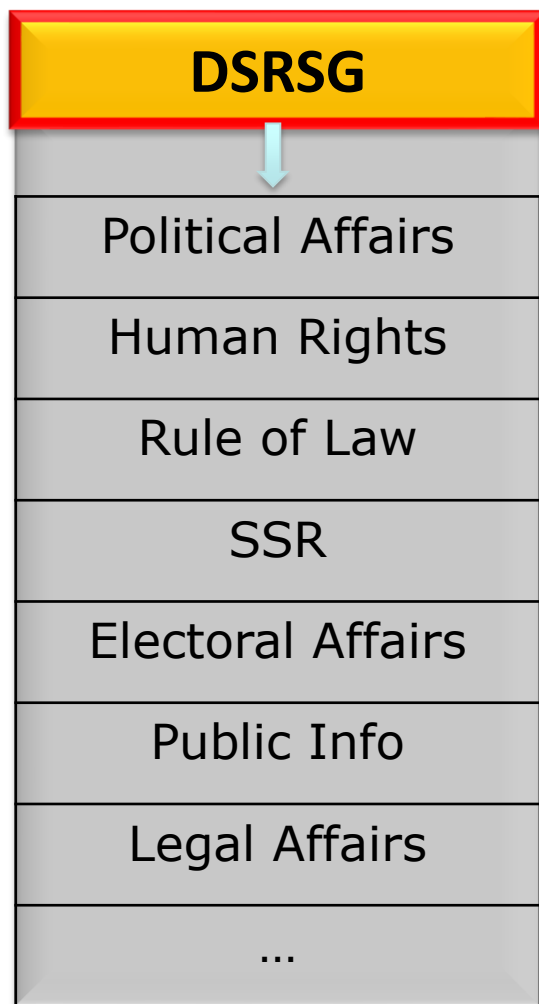 DSRSG
Political Affairs
Human Rights
Rule of Law
SSR
Electoral Affairs
Public Info
Legal Affairs
…